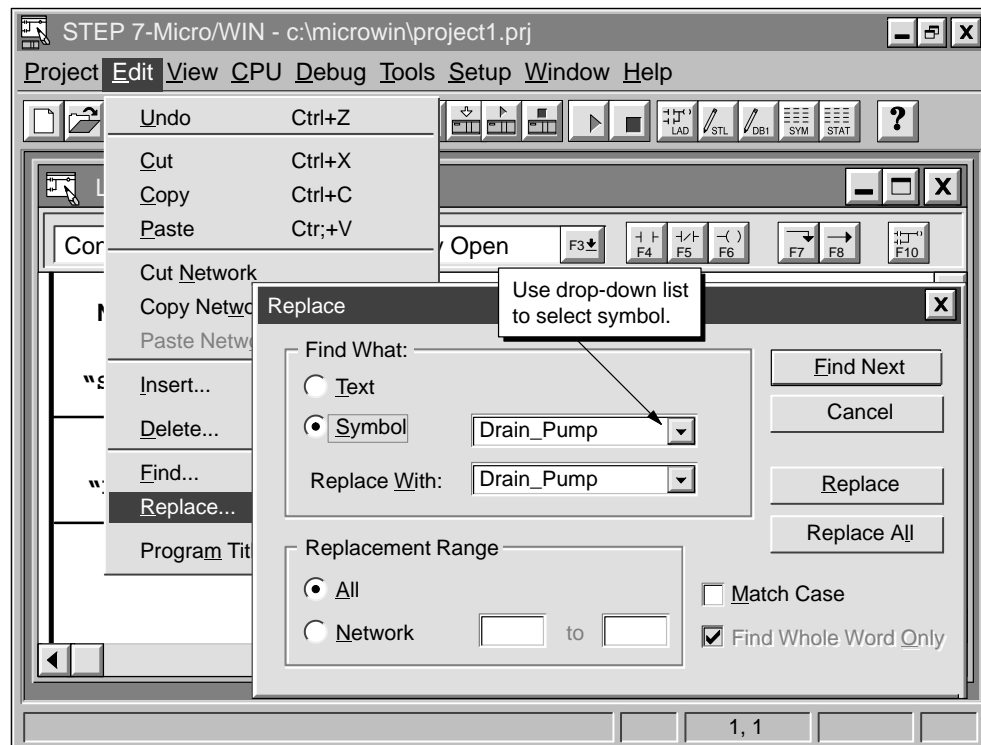 STEP 7-Micro/WIN - c:\microwin\project1.prj
Project Edit View CPU Debug Tools Setup Window Help
LAD STL DB1 SYM STAT ?
Undo Ctrl+Z
Cut Ctrl+X
Copy Ctrl+C
Paste Ctr;+V
Cut Network
Copy Netwo
Paste Netw
Insert...
Delete...
Find...
Replace...
Program Tit
L
Con
Open F3 F4 F5 F6 F7 F8 F10
Use drop-down list
to select symbol.
Replace
Find What:
Text
Symbol Drain_Pump
Replace With: Drain_Pump
Find Next
Cancel
Replace
Replace All
Replacement Range
All
Network to
Match Case
Find Whole Word Only
1, 1